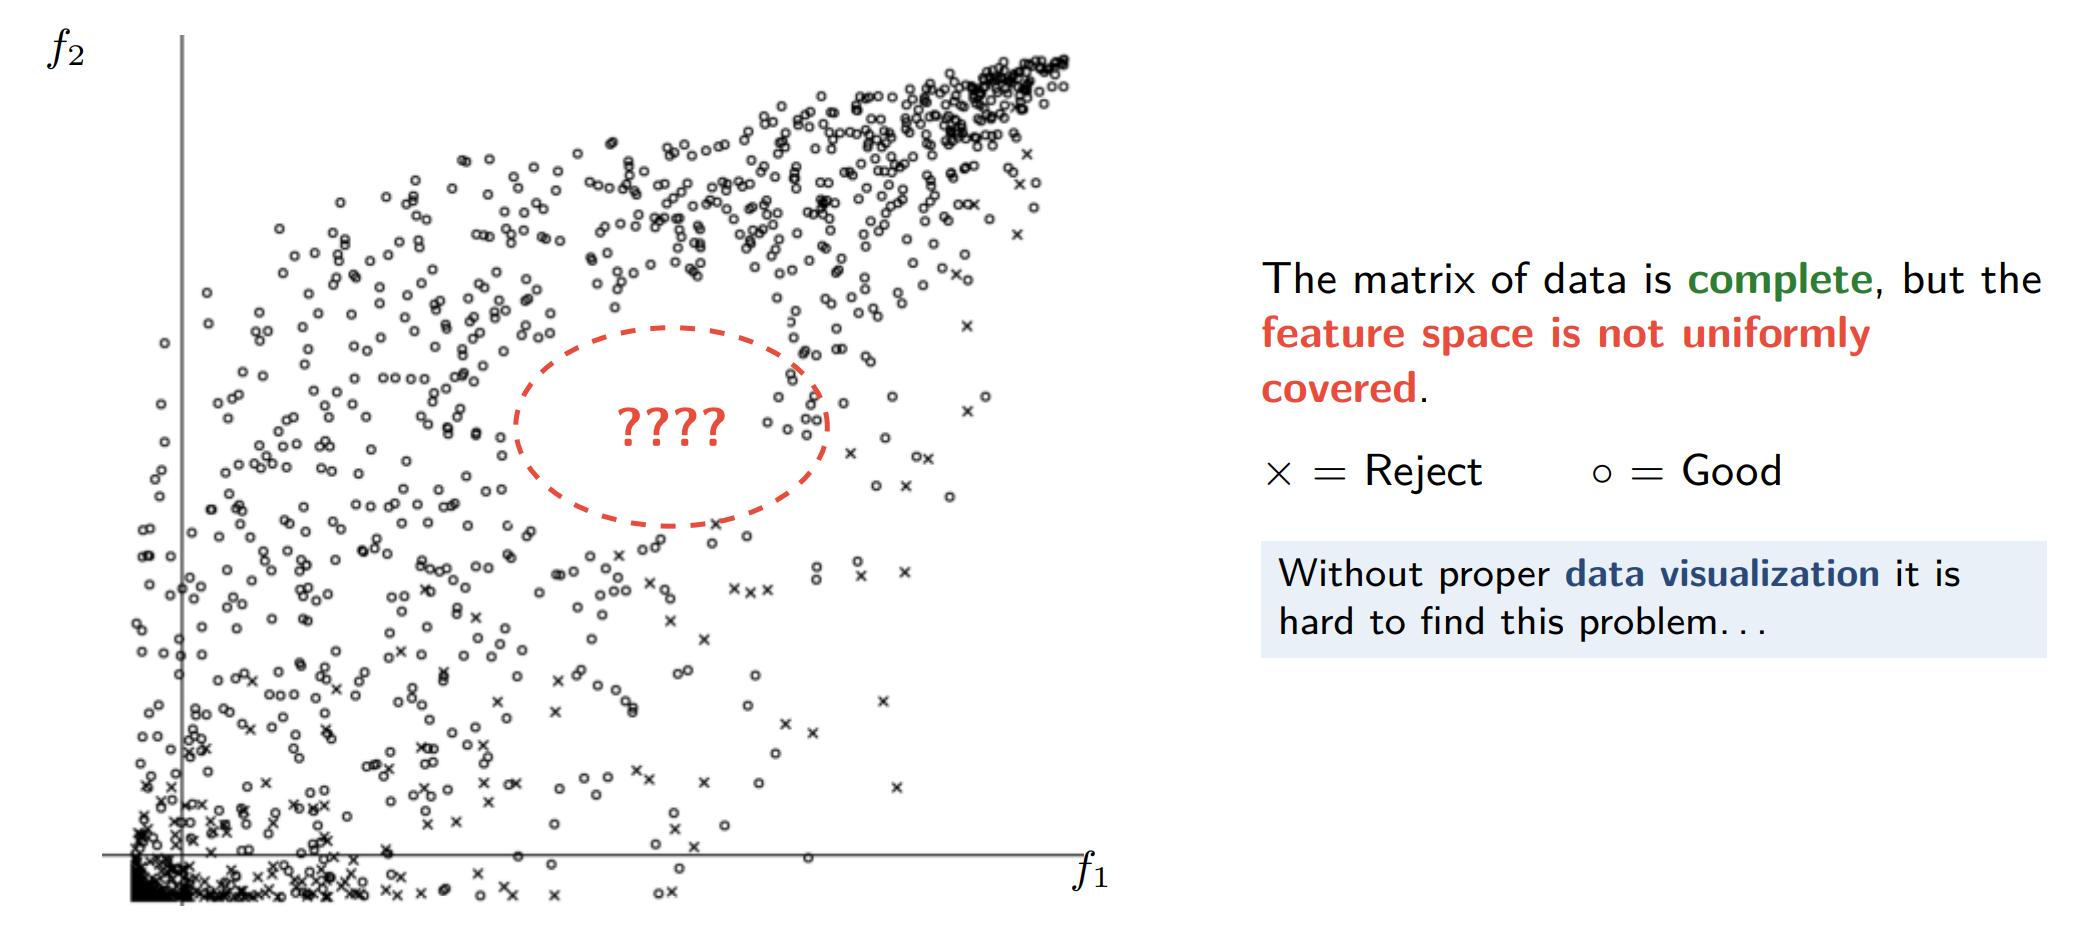 f₂
????
f₁
The matrix of data is complete, but the
feature space is not uniformly
covered.
× = Reject ○ = Good
Without proper data visualization it is
hard to find this problem...